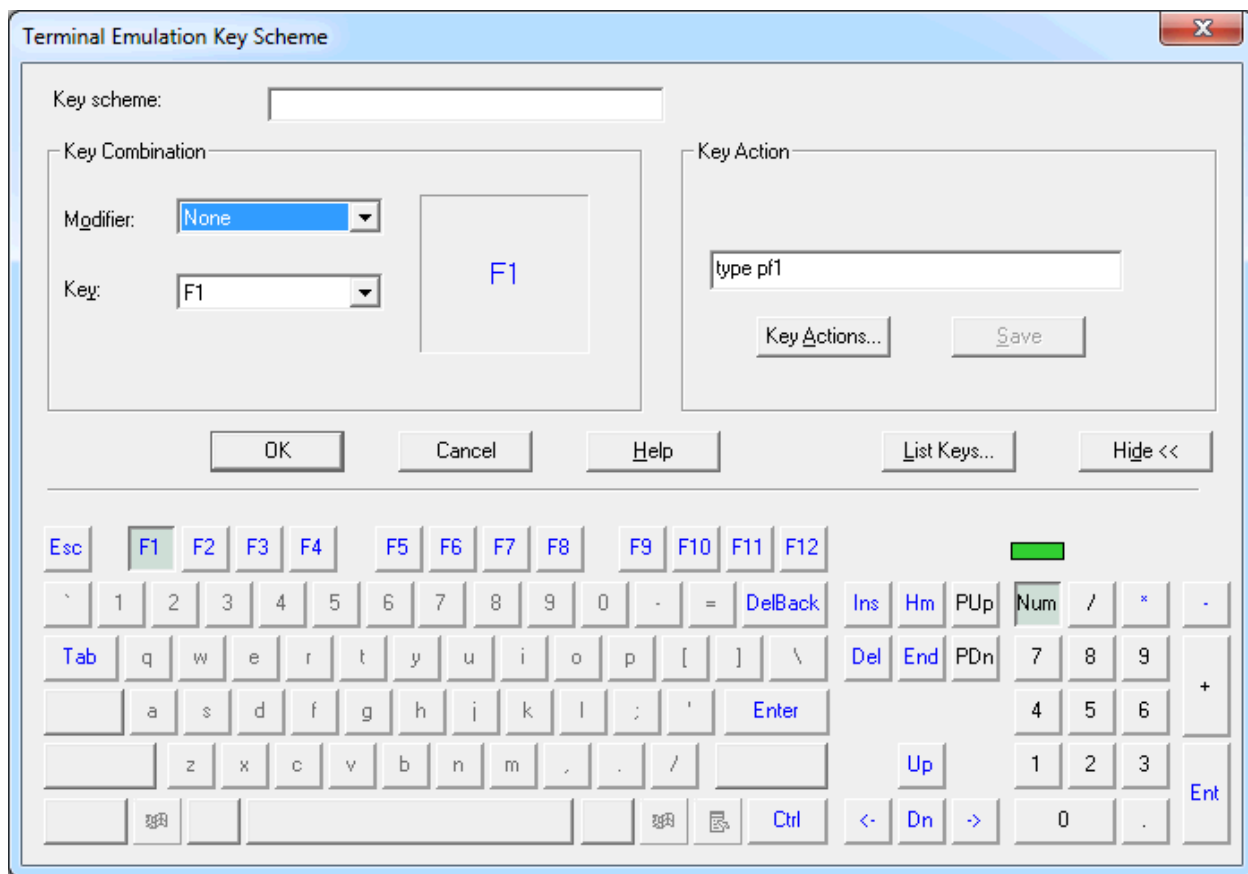 Terminal Emulation Key Scheme
Key scheme:
Key Combination
Key Action
Modifier:
None
F1
type pf1
Key:
F1
Key Actions...
Save
OK
Cancel
Help
List Keys...
Hide <<
Esc F1 F2 F3 F4 F5 F6 F7 F8 F9 F10 F11 F12
` 1 2 3 4 5 6 7 8 9 0 - = DelBack Ins Hm PUp Num / * -
Tab q w e r t y u i o p [ ] \ Del End PDn 7 8 9 +
a s d f g h j k l ; ' Enter 4 5 6
z x c v b n m , . / Up 1 2 3 Ent
Ctrl <- Dn -> 0 .